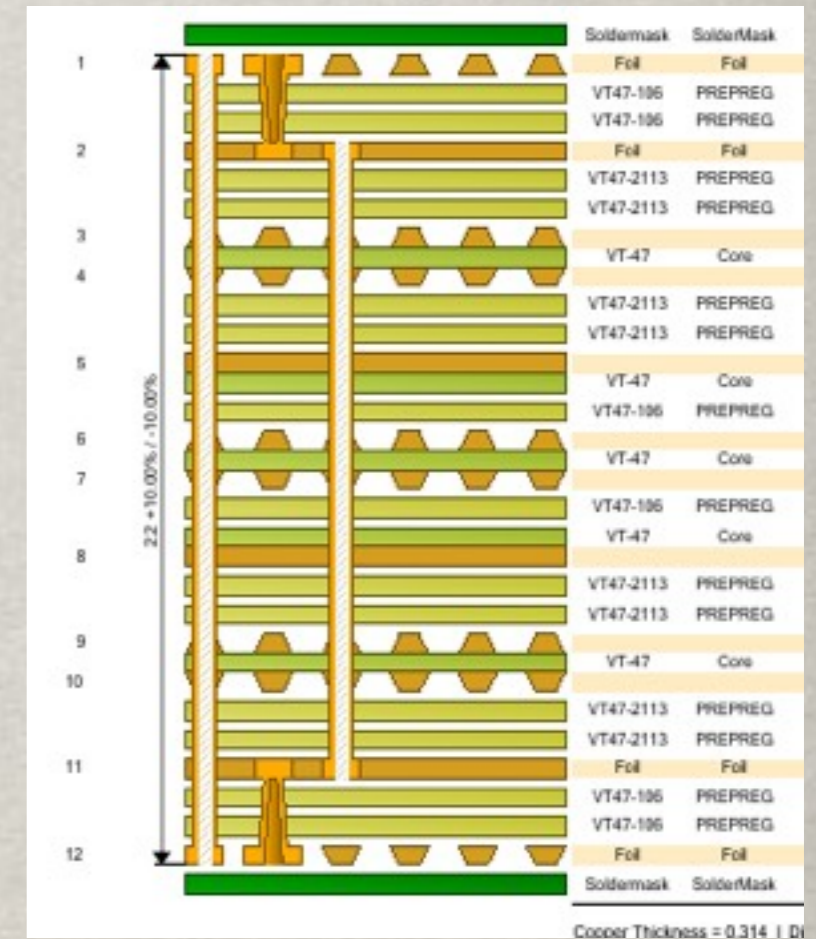 Soldermask SolderMask
1 Foil Foil
VT47-106 PREPREG
VT47-106 PREPREG
2 Foil Foil
VT47-2113 PREPREG
VT47-2113 PREPREG
3
VT-47 Core
4
VT47-2113 PREPREG
VT47-2113 PREPREG
5
VT-47 Core
VT47-106 PREPREG
6
VT-47 Core
7
VT47-106 PREPREG
VT-47 Core
8
VT47-2113 PREPREG
VT47-2113 PREPREG
9
VT-47 Core
10
VT47-2113 PREPREG
VT47-2113 PREPREG
11 Foil Foil
VT47-106 PREPREG
VT47-106 PREPREG
12 Foil Foil
Soldermask SolderMask
2.2 +10.00% / -10.00%
Copper Thickness = 0.314 |